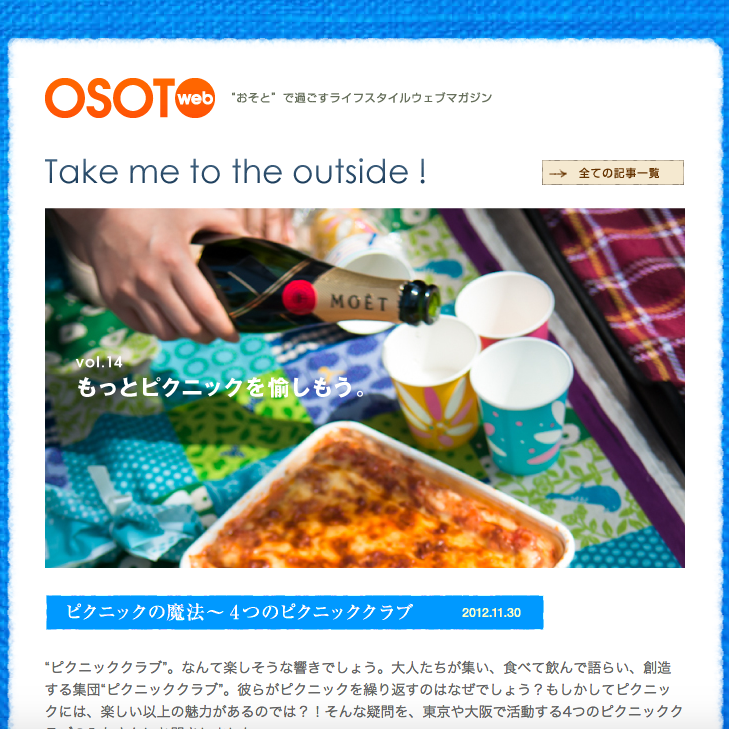 OSOTO web
“おそと”で過ごすライフスタイルウェブマガジン
Take me to the outside !
全ての記事一覧
MOËT
vol.14
もっとピクニックを愉しもう。
ピクニックの魔法〜4つのピクニッククラブ 2012.11.30
“ピクニッククラブ”。なんて楽しそうな響きでしょう。大人たちが集い、食べて飲んで語らい、創造
する集団“ピクニッククラブ”。彼らがピクニックを繰り返すのはなぜでしょう？もしかしてピクニッ
クには、楽しい以上の魅力があるのでは？！そんな疑問を、東京や大阪で活動する4つのピクニックク